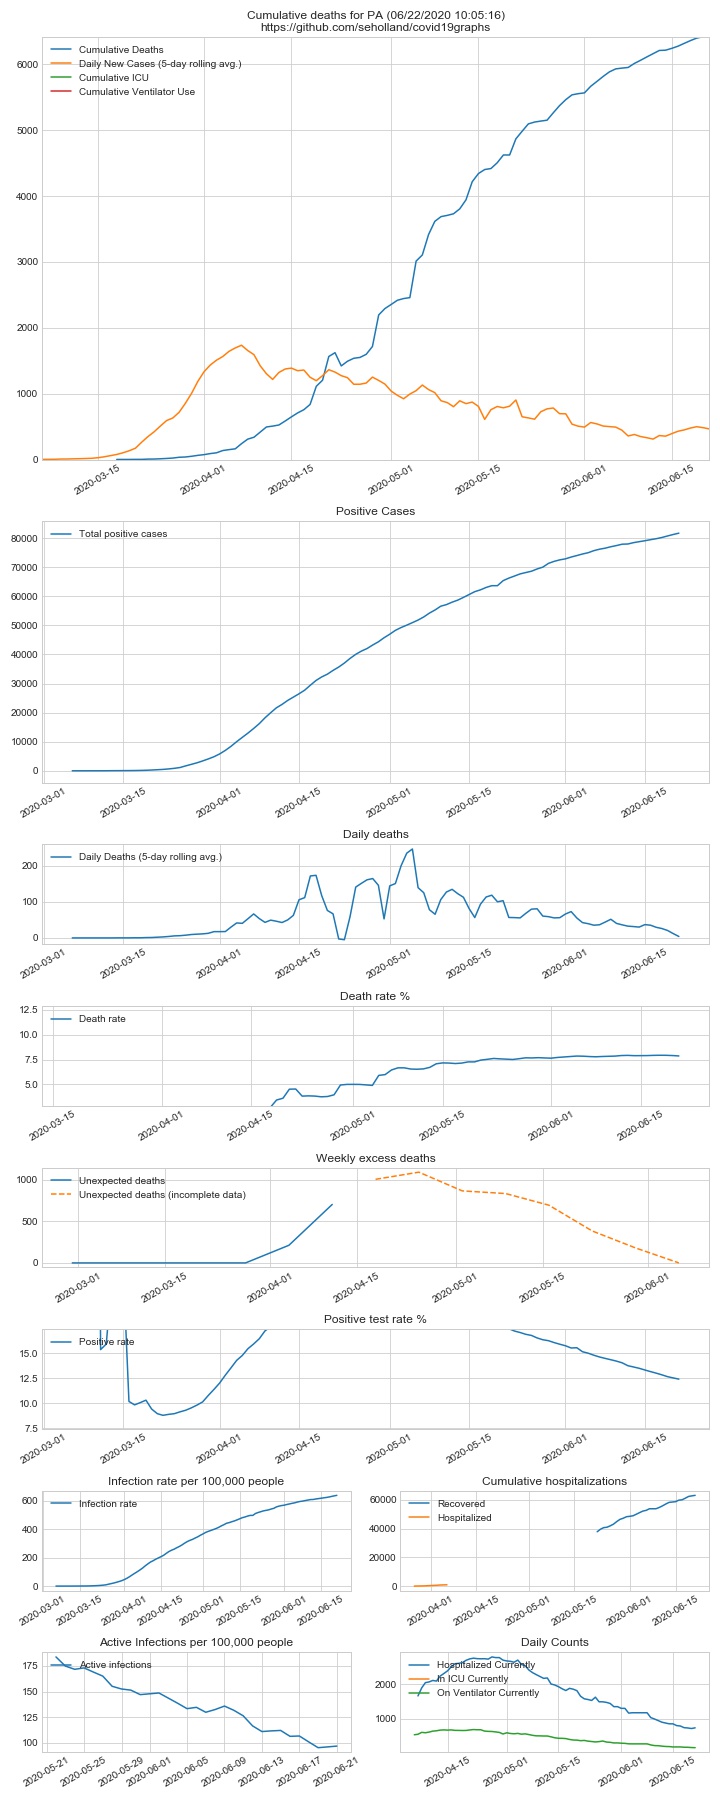 Cumulative deaths for PA (06/22/2020 10:05:16)
https://github.com/seholland/covid19graphs
Cumulative Deaths
Daily New Cases (5-day rolling avg.)
Cumulative ICU
Cumulative Ventilator Use
6000
5000
4000
3000
2000
1000
0
2020-03-15 2020-04-01 2020-04-15 2020-05-01 2020-05-15 2020-06-01 2020-06-15
Positive Cases
Total positive cases
80000
70000
60000
50000
40000
30000
20000
10000
0
2020-03-01 2020-03-15 2020-04-01 2020-04-15 2020-05-01 2020-05-15 2020-06-01 2020-06-15
Daily deaths
Daily Deaths (5-day rolling avg.)
200
100
0
2020-03-01 2020-03-15 2020-04-01 2020-04-15 2020-05-01 2020-05-15 2020-06-01 2020-06-15
Death rate %
12.5
Death rate
10.0
7.5
5.0
2020-03-15 2020-04-01 2020-04-15 2020-05-01 2020-05-15 2020-06-01 2020-06-15
Weekly excess deaths
Unexpected deaths
Unexpected deaths (incomplete data)
1000
500
0
2020-03-01 2020-03-15 2020-04-01 2020-04-15 2020-05-01 2020-05-15 2020-06-01
Positive test rate %
Positive rate
15.0
12.5
10.0
7.5
2020-03-01 2020-03-15 2020-04-01 2020-04-15 2020-05-01 2020-05-15 2020-06-01 2020-06-15
Infection rate per 100,000 people
Infection rate
600
400
200
0
2020-03-01 2020-03-15 2020-04-01 2020-04-15 2020-05-01 2020-05-15 2020-06-01 2020-06-15
Cumulative hospitalizations
Recovered
Hospitalized
60000
40000
20000
0
2020-04-01 2020-04-15 2020-05-01 2020-05-15 2020-06-01 2020-06-15
Active Infections per 100,000 people
Active infections
175
150
125
100
2020-05-21 2020-05-25 2020-05-29 2020-06-01 2020-06-05 2020-06-09 2020-06-13 2020-06-17 2020-06-21
Daily Counts
Hospitalized Currently
In ICU Currently
On Ventilator Currently
2000
1000
2020-04-15 2020-05-01 2020-05-15 2020-06-01 2020-06-15